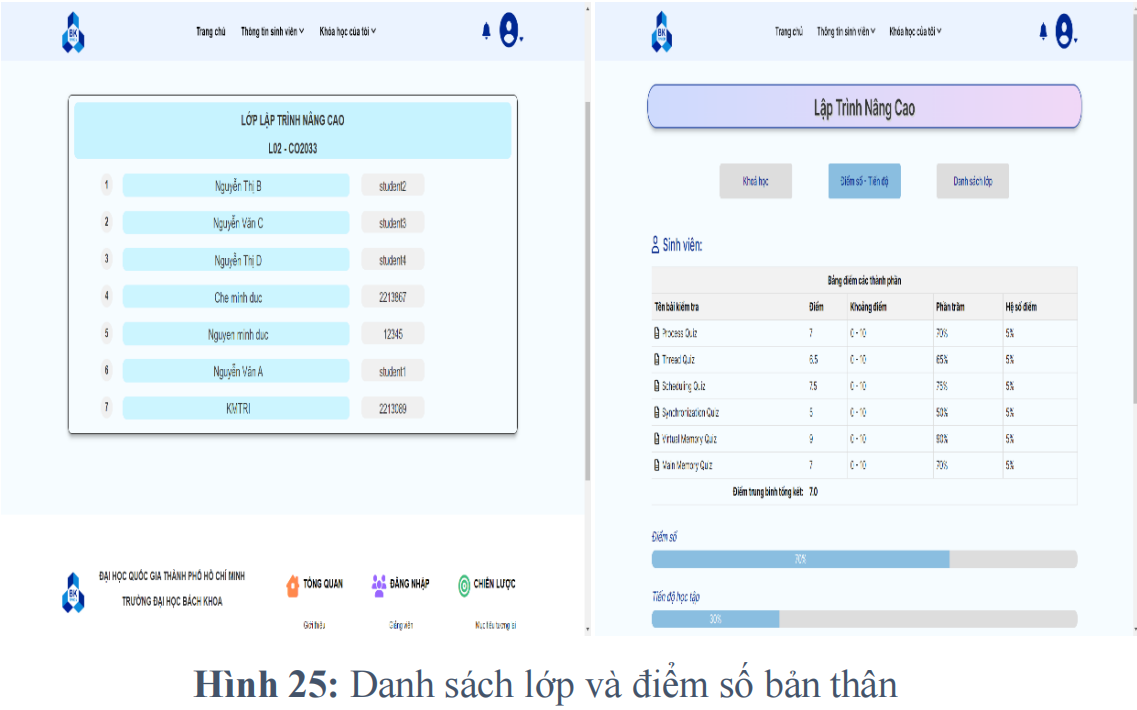 BK
Trang chủ Thông tin sinh viên Khóa học của tôi
LỚP LẬP TRÌNH NÂNG CAO
L02 - CO2033
1 Nguyễn Thị B student2
2 Nguyễn Văn C student3
3 Nguyễn Thị D student4
4 Che minh duc 2213867
5 Nguyen minh duc 12345
6 Nguyễn Văn A student1
7 KMTRI 2213089
BK
ĐẠI HỌC QUỐC GIA THÀNH PHỐ HỒ CHÍ MINH
TRƯỜNG ĐẠI HỌC BÁCH KHOA
TỔNG QUAN ĐĂNG NHẬP CHIẾN LƯỢC
Giới thiệu Giảng viên Mục tiêu tương lai
BK
Trang chủ Thông tin sinh viên Khóa học của tôi
Lập Trình Nâng Cao
Khoá học Điểm số - Tiến độ Danh sách lớp
Sinh viên:
Bảng điểm các thành phần
Tên bài kiểm tra Điểm Khoảng điểm Phần trăm Hệ số điểm
Process Quiz 7 0 - 10 70% 5%
Thread Quiz 6.5 0 - 10 65% 5%
Scheduling Quiz 7.5 0 - 10 5%
Synchronization Quiz 5 0 - 10 50% 5%
Virtual Memory Quiz 9 0 - 10 90% 5%
Main Memory Quiz 7 0 - 10 70% 5%
Điểm trung bình tổng kết: 7.0
Điểm số
70%
Tiến độ học tập
30%
Hình 25: Danh sách lớp và điểm số bản thân